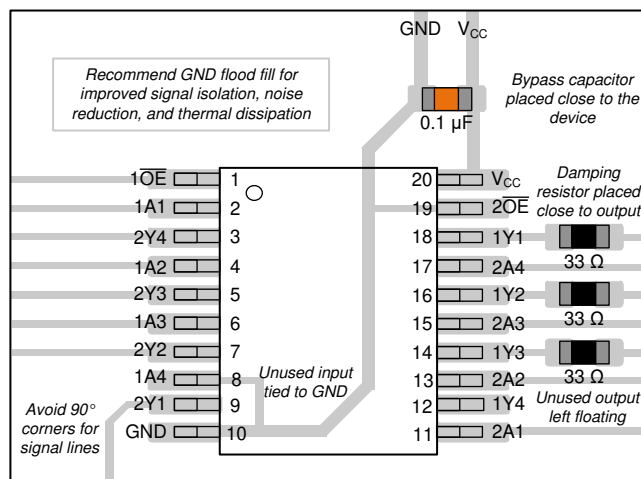 GND VCC
Recommend GND flood fill for
improved signal isolation, noise
reduction, and thermal dissipation
Bypass capacitor
placed close to the
device
0.1 µF
Damping
resistor placed
close to output
1O̅E̅ 1 20 VCC
1A1 2 19 2O̅E̅
2Y4 3 18 1Y1
33 Ω
1A2 4 17 2A4
2Y3 5 16 1Y2
33 Ω
1A3 6 15 2A3
2Y2 7 14 1Y3
33 Ω
1A4 8 13 2A2
2Y1 9 12 1Y4
GND 10 11 2A1
Unused input
tied to GND
Unused output
left floating
Avoid 90°
corners for
signal lines